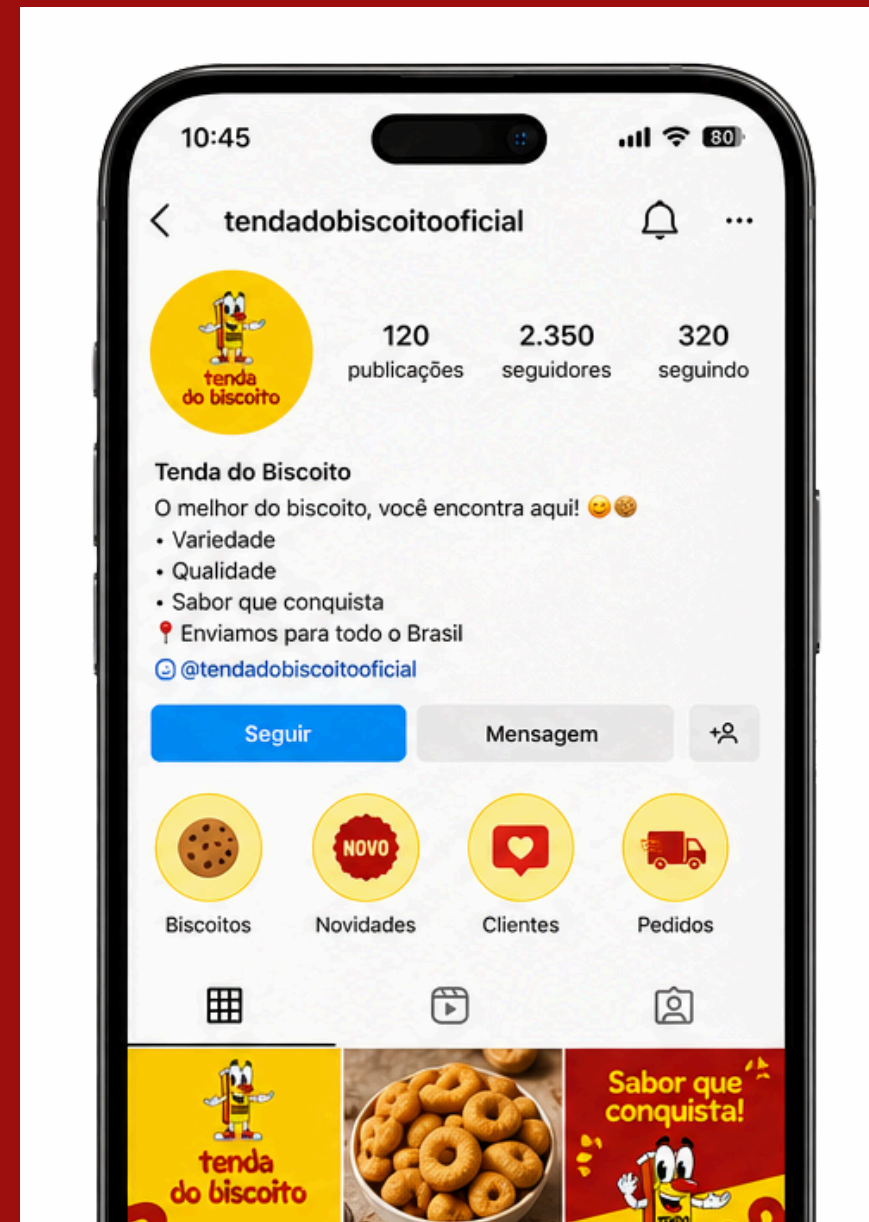 10:45
80
tendadobiscoitooficial
tenda
do biscoito
120
publicações
2.350
seguidores
320
seguindo
Tenda do Biscoito
O melhor do biscoito, você encontra aqui! 😊🍪
• Variedade
• Qualidade
• Sabor que conquista
📍 Enviamos para todo o Brasil
@tendadobiscoitooficial
Seguir
Mensagem
NOVO
Biscoitos
Novidades
Clientes
Pedidos
tenda
do biscoito
Sabor que
conquista!